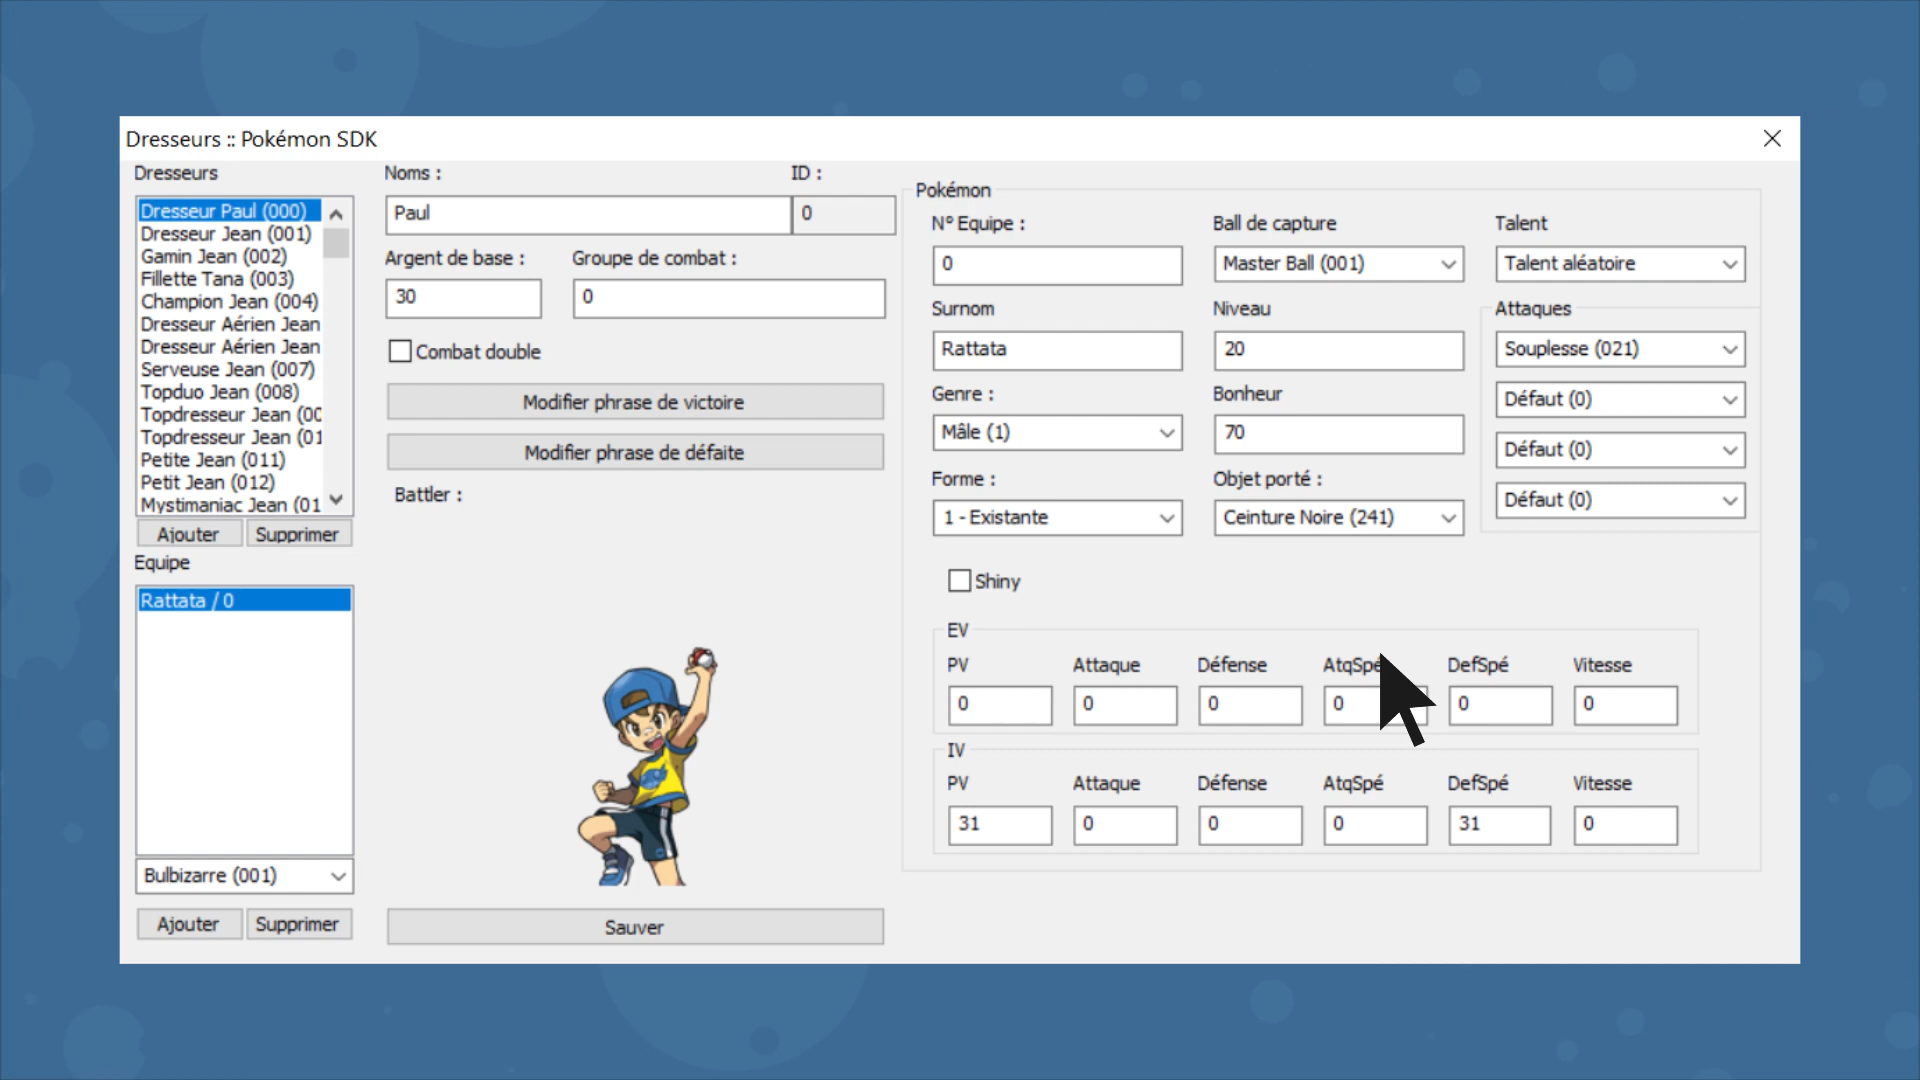 Dresseurs :: Pokémon SDK
Dresseurs
Dresseur Paul (000)
Dresseur Jean (001)
Gamin Jean (002)
Fillette Tana (003)
Champion Jean (004)
Dresseur Aérien Jean
Dresseur Aérien Jean
Serveuse Jean (007)
Topduo Jean (008)
Topdresseur Jean (00
Topdresseur Jean (01
Petite Jean (011)
Petit Jean (012)
Mystimaniac Jean (01
Ajouter Supprimer
Equipe
Rattata / 0
Bulbizarre (001)
Ajouter Supprimer
Noms : ID :
Paul 0
Argent de base : Groupe de combat :
30 0
Combat double
Modifier phrase de victoire
Modifier phrase de défaite
Battler :
Sauver
Pokémon
N° Equipe : Ball de capture Talent
0 Master Ball (001) Talent aléatoire
Surnom Niveau Attaques
Rattata 20 Souplesse (021)
Genre : Bonheur Défaut (0)
Mâle (1) 70 Défaut (0)
Forme : Objet porté :
1 - Existante Ceinture Noire (241) Défaut (0)
Shiny
EV
PV Attaque Défense AtqSpé DefSpé Vitesse
0 0 0 0 0 0
IV
PV Attaque Défense AtqSpé DefSpé Vitesse
31 0 0 0 31 0